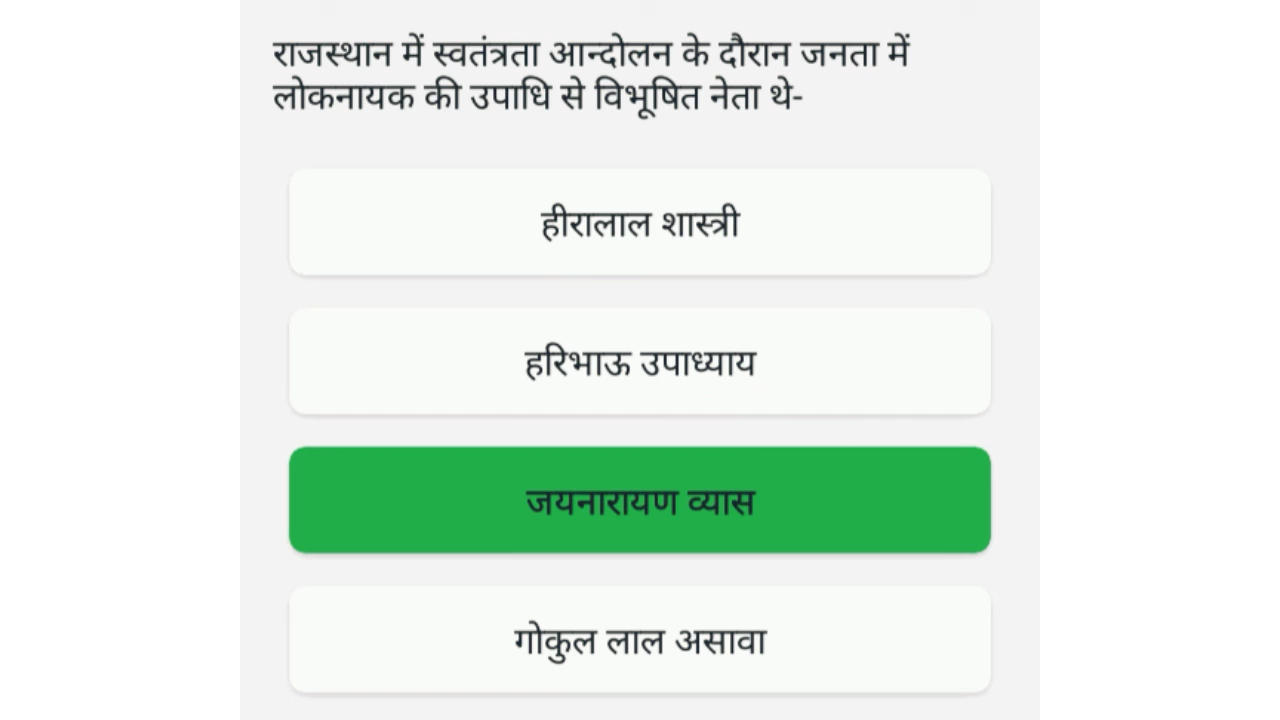 राजस्थान में स्वतंत्रता आन्दोलन के दौरान जनता में
लोकनायक की उपाधि से विभूषित नेता थे-
हीरालाल शास्त्री
हरिभाऊ उपाध्याय
जयनारायण व्यास
गोकुल लाल असावा